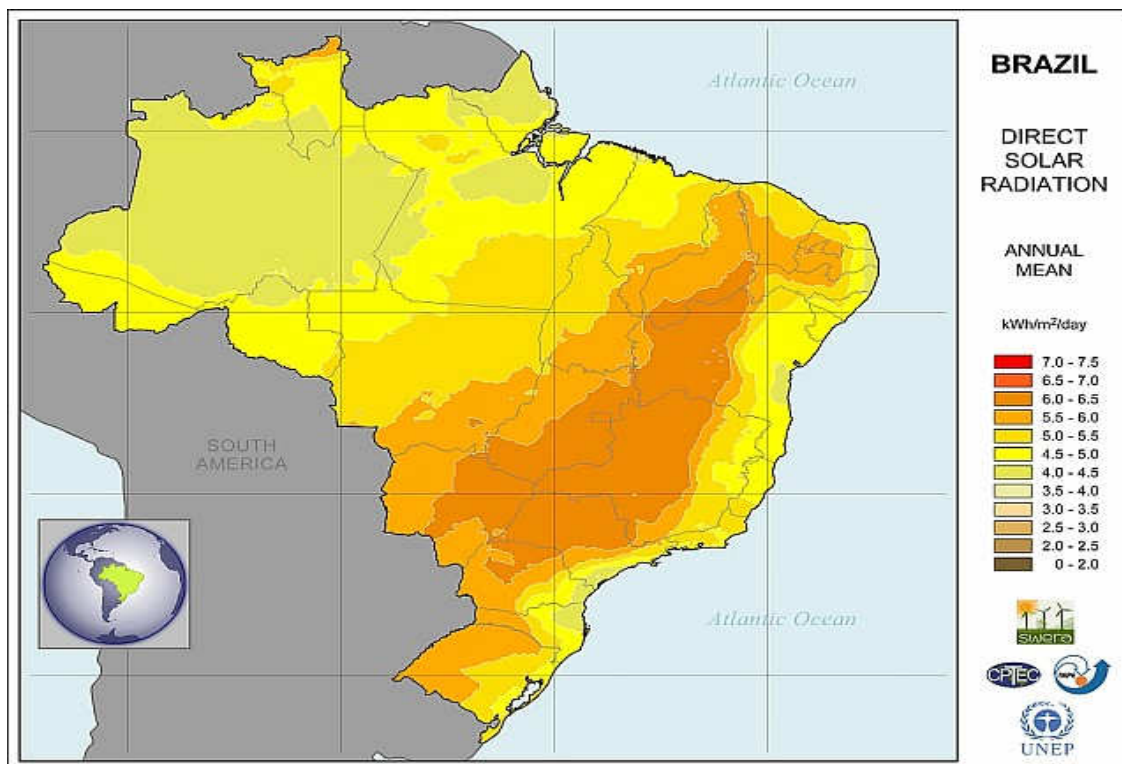 BRAZIL
DIRECT
SOLAR
RADIATION
ANNUAL
MEAN
kWh/m²/day
7.0 - 7.5
6.5 - 7.0
6.0 - 6.5
5.5 - 6.0
5.0 - 5.5
4.5 - 5.0
4.0 - 4.5
3.5 - 4.0
3.0 - 3.5
2.5 - 3.0
2.0 - 2.5
0 - 2.0
Atlantic Ocean
SOUTH
AMERICA
Atlantic Ocean
swera
CPTEC
UNEP